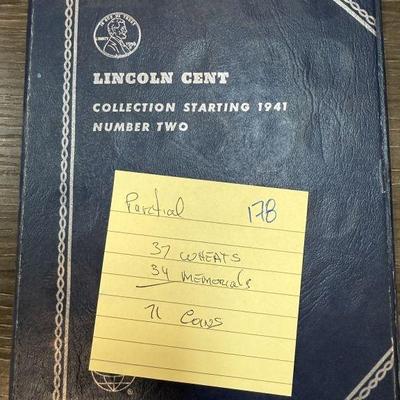 LINCOLN CENT
COLLECTION STARTING 1941
NUMBER TWO
Partial 178
37 WHEATS
34 MEMORIALS
71 COINS